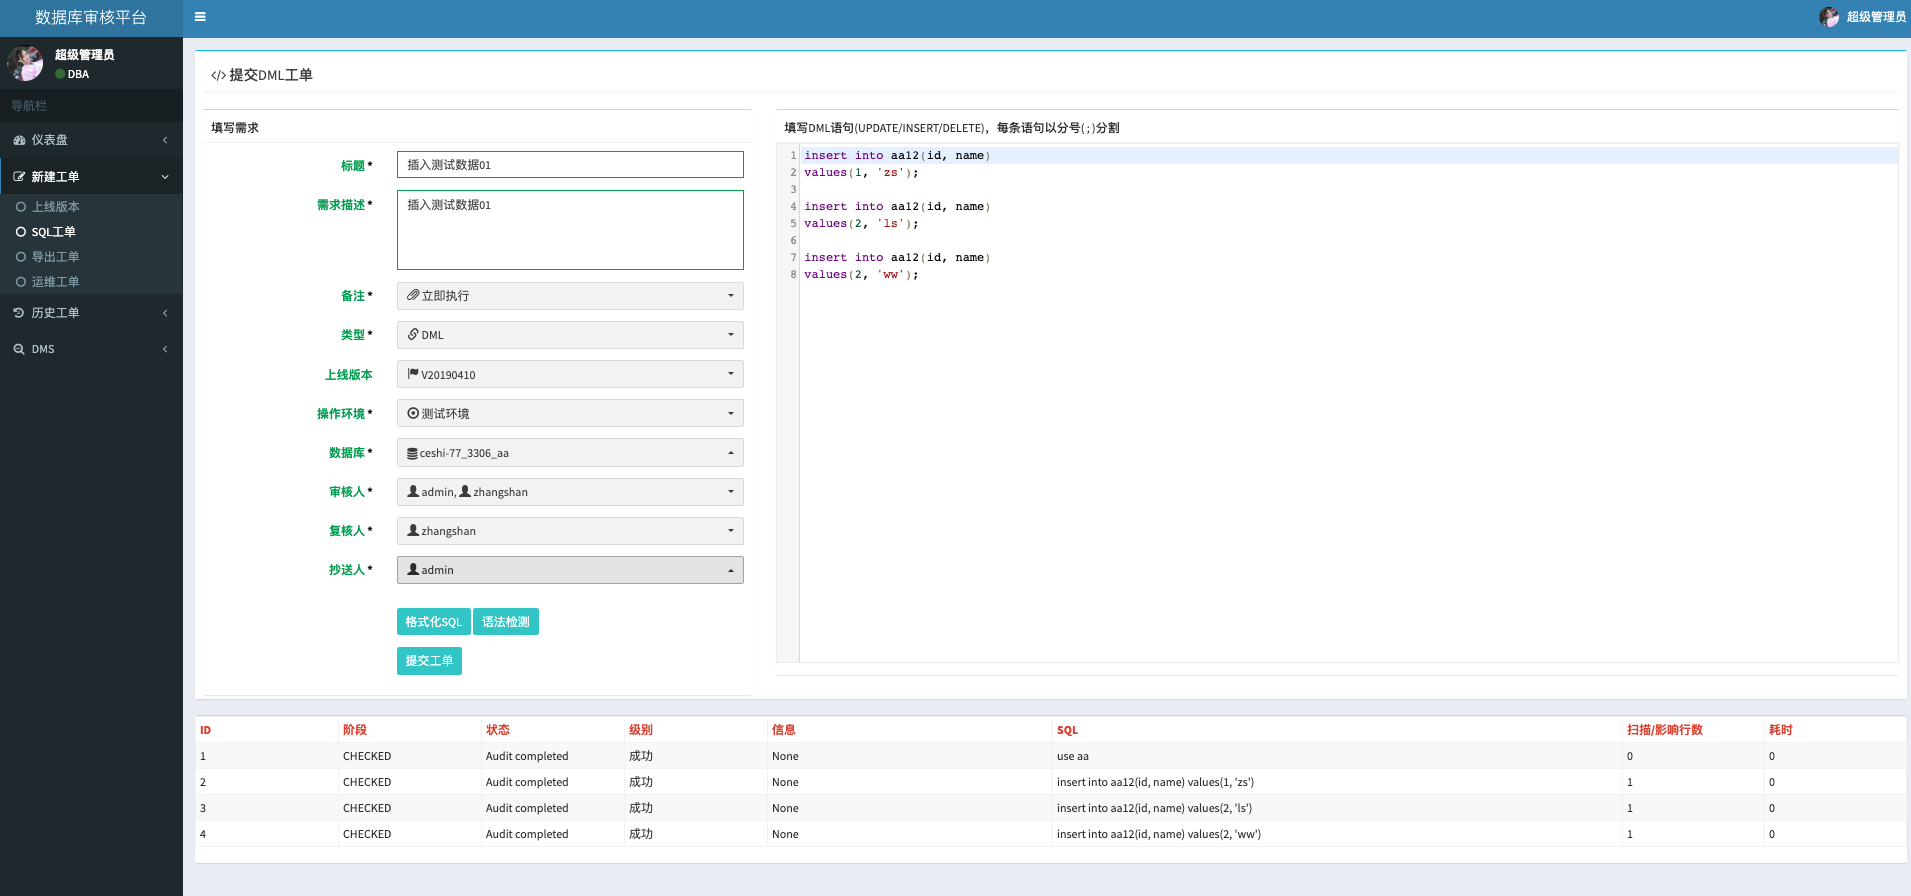 数据库审核平台
超级管理员
超级管理员
DBA
导航栏
仪表盘
新建工单
上线版本
SQL工单
导出工单
运维工单
历史工单
DMS
</> 提交DML工单
填写需求
标题*
插入测试数据01
需求描述*
插入测试数据01
备注*
立即执行
类型*
DML
上线版本
V20190410
操作环境*
测试环境
数据库*
ceshi-77_3306_aa
审核人*
admin, zhangshan
复核人*
zhangshan
抄送人*
admin
格式化SQL 语法检测
提交工单
填写DML语句(UPDATE/INSERT/DELETE)，每条语句以分号(;)分割
1 insert into aa12(id, name)
2 values(1, 'zs');
3
4 insert into aa12(id, name)
5 values(2, 'ls');
6
7 insert into aa12(id, name)
8 values(2, 'ww');
ID 阶段 状态 级别 信息 SQL 扫描/影响行数 耗时
1 CHECKED Audit completed 成功 None use aa 0 0
2 CHECKED Audit completed 成功 None insert into aa12(id, name) values(1, 'zs') 1 0
3 CHECKED Audit completed 成功 None insert into aa12(id, name) values(2, 'ls') 1 0
4 CHECKED Audit completed 成功 None insert into aa12(id, name) values(2, 'ww') 1 0